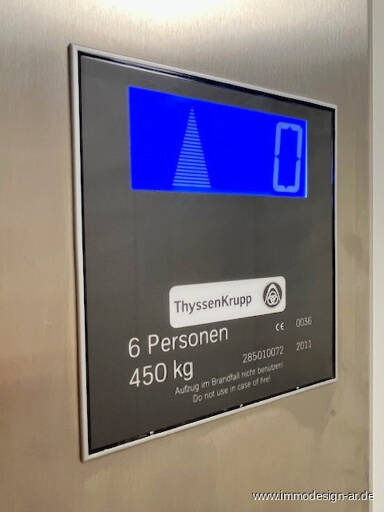 0
ThyssenKrupp
6 Personen CE 0036
450 kg 285010072 2011
Aufzug im Brandfall nicht benutzen!
Do not use in case of fire!
www.immodesign-ar.de